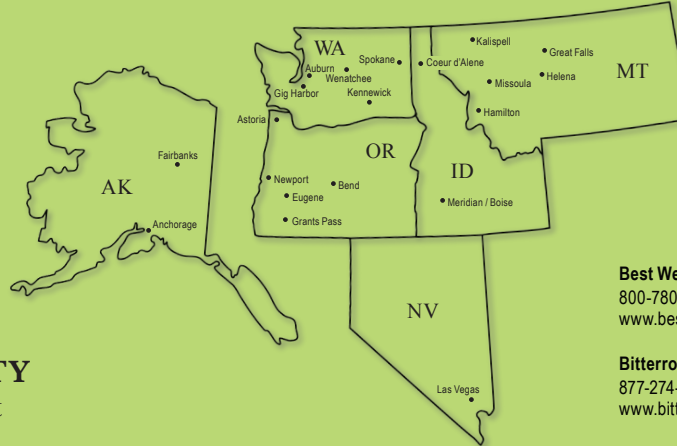 WA
Kalispell
Spokane
Coeur d'Alene
Great Falls
Auburn
Wenatchee
Missoula
Helena
MT
Gig Harbor
Kennewick
Hamilton
Astoria
OR
Fairbanks
ID
AK
Newport
Bend
Eugene
Meridian / Boise
Anchorage
Grants Pass
NV
Las Vegas
Best We
800-780
www.bes
Bitterro
877-274-
www.bitt
TY